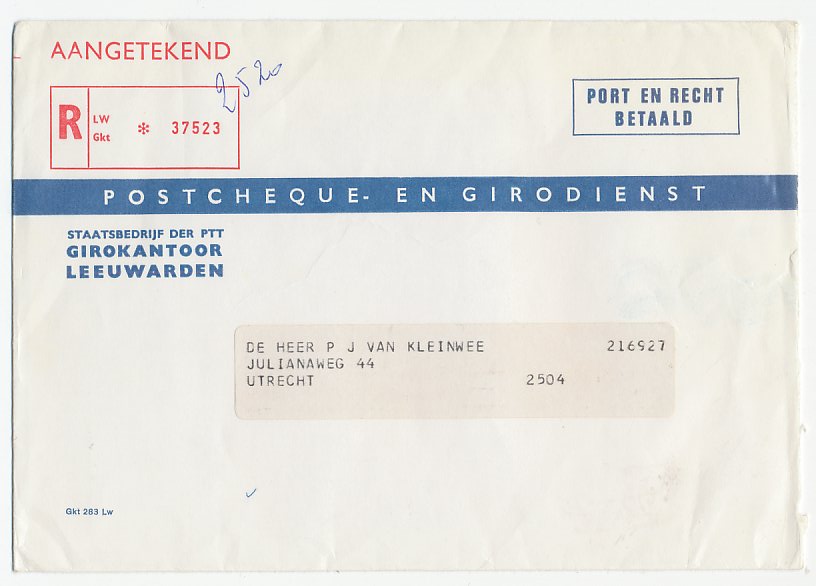 AANGETEKEND
2520
R LW Gkt * 37523
PORT EN RECHT
BETAALD
POSTCHEQUE- EN GIRODIENST
STAATSBEDRIJF DER PTT
GIROKANTOOR
LEEUWARDEN
DE HEER P J VAN KLEINWEE 216927
JULIANAWEG 44
UTRECHT 2504
Gkt 283 Lw